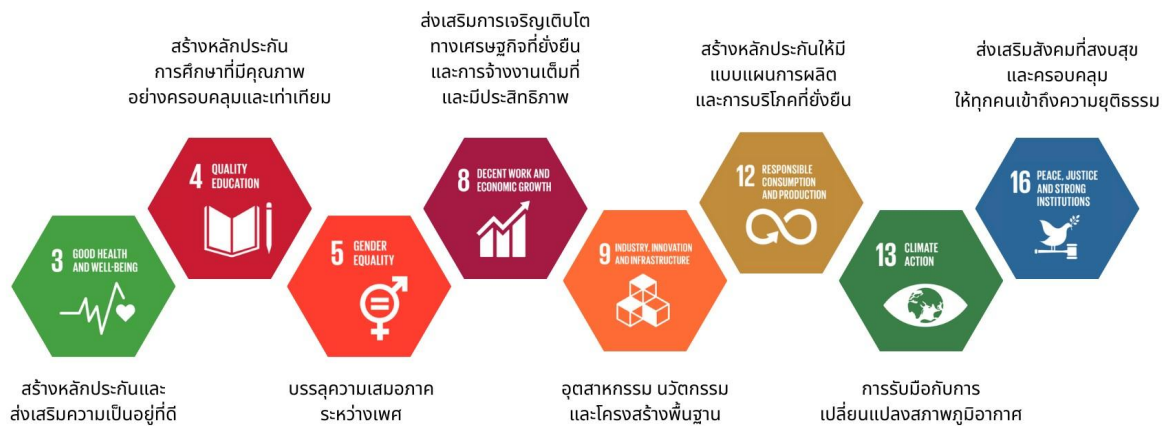 สร้างหลักประกัน
การศึกษาที่มีคุณภาพ
อย่างครอบคลุมและเท่าเทียม
ส่งเสริมการเจริญเติบโต
ทางเศรษฐกิจที่ยั่งยืน
และการจ้างงานเต็มที่
และมีประสิทธิภาพ
สร้างหลักประกันให้มี
แบบแผนการผลิต
และการบริโภคที่ยั่งยืน
ส่งเสริมสังคมที่สงบสุข
และครอบคลุม
ให้ทุกคนเข้าถึงความยุติธรรม
3 GOOD HEALTH
AND WELL-BEING
4 QUALITY
EDUCATION
5 GENDER
EQUALITY
8 DECENT WORK AND
ECONOMIC GROWTH
9 INDUSTRY, INNOVATION
AND INFRASTRUCTURE
12 RESPONSIBLE
CONSUMPTION
AND PRODUCTION
13 CLIMATE
ACTION
16 PEACE, JUSTICE
AND STRONG
INSTITUTIONS
สร้างหลักประกันและ
ส่งเสริมความเป็นอยู่ที่ดี
บรรลุความเสมอภาค
ระหว่างเพศ
อุตสาหกรรม นวัตกรรม
และโครงสร้างพื้นฐาน
การรับมือกับการ
เปลี่ยนแปลงสภาพภูมิอากาศ